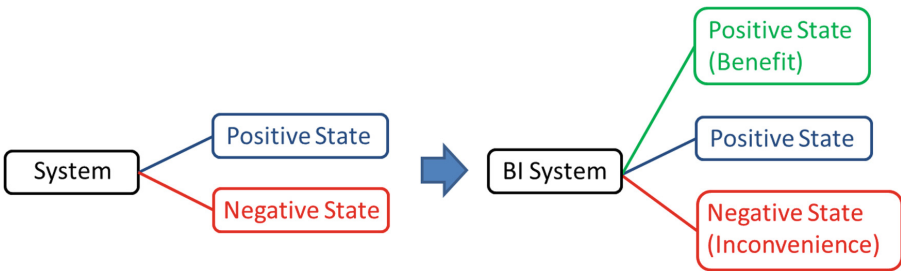 System
Positive State
Negative State
BI System
Positive State
(Benefit)
Positive State
Negative State
(Inconvenience)